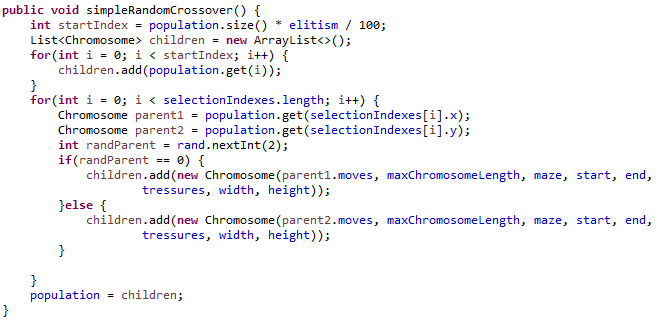 public void simpleRandomCrossover() {
    int startIndex = population.size() * elitism / 100;
    List<Chromosome> children = new ArrayList<>();
    for(int i = 0; i < startIndex; i++) {
        children.add(population.get(i));
    }
    for(int i = 0; i < selectionIndexes.length; i++) {
        Chromosome parent1 = population.get(selectionIndexes[i].x);
        Chromosome parent2 = population.get(selectionIndexes[i].y);
        int randParent = rand.nextInt(2);
        if(randParent == 0) {
            children.add(new Chromosome(parent1.moves, maxChromosomeLength, maze, start, end,
                    tressures, width, height));
        }else {
            children.add(new Chromosome(parent2.moves, maxChromosomeLength, maze, start, end,
                    tressures, width, height));
        }
    }
    population = children;
}